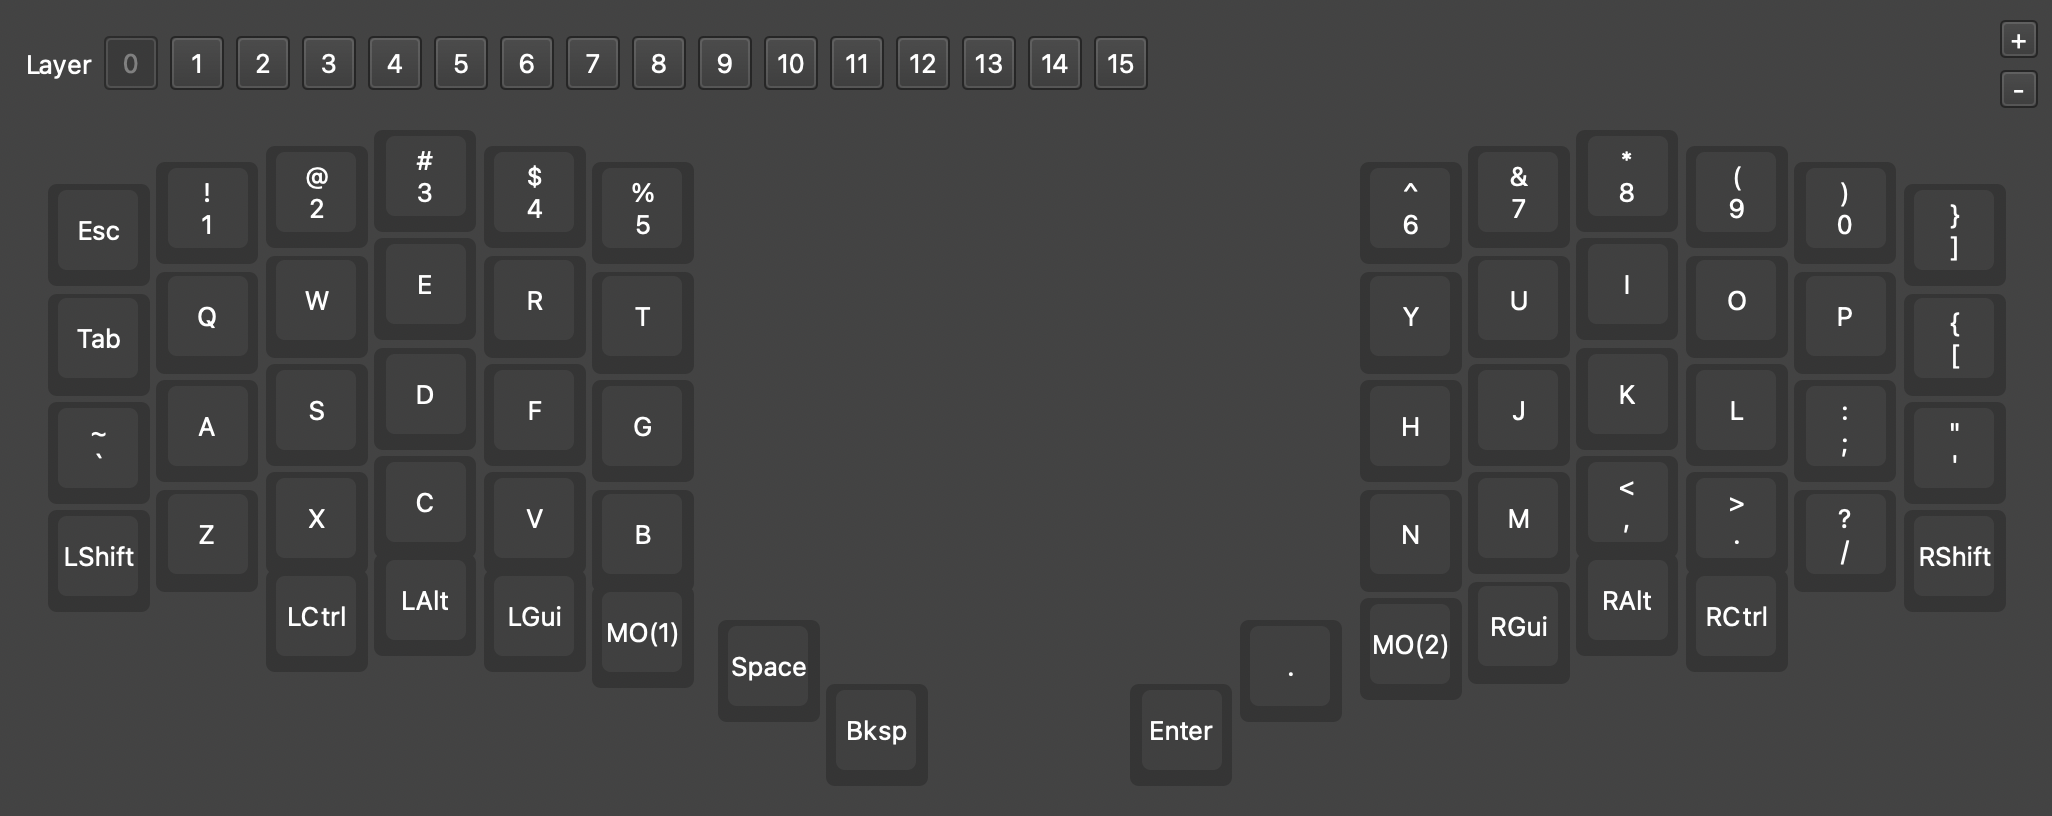 Layer 0 1 2 3 4 5 6 7 8 9 10 11 12 13 14 15
+
-
Esc
!
1
@
2
#
3
$
4
%
5
^
6
&
7
*
8
(
9
)
0
}
]
Tab
Q
W
E
R
T
Y
U
I
O
P
{
[
~
`
A
S
D
F
G
H
J
K
L
:
;
"
'
LShift
Z
X
C
V
B
N
M
<
,
>
.
?
/
RShift
LCtrl
LAlt
LGui
MO(1)
Space
Bksp
Enter
.
MO(2)
RGui
RAlt
RCtrl